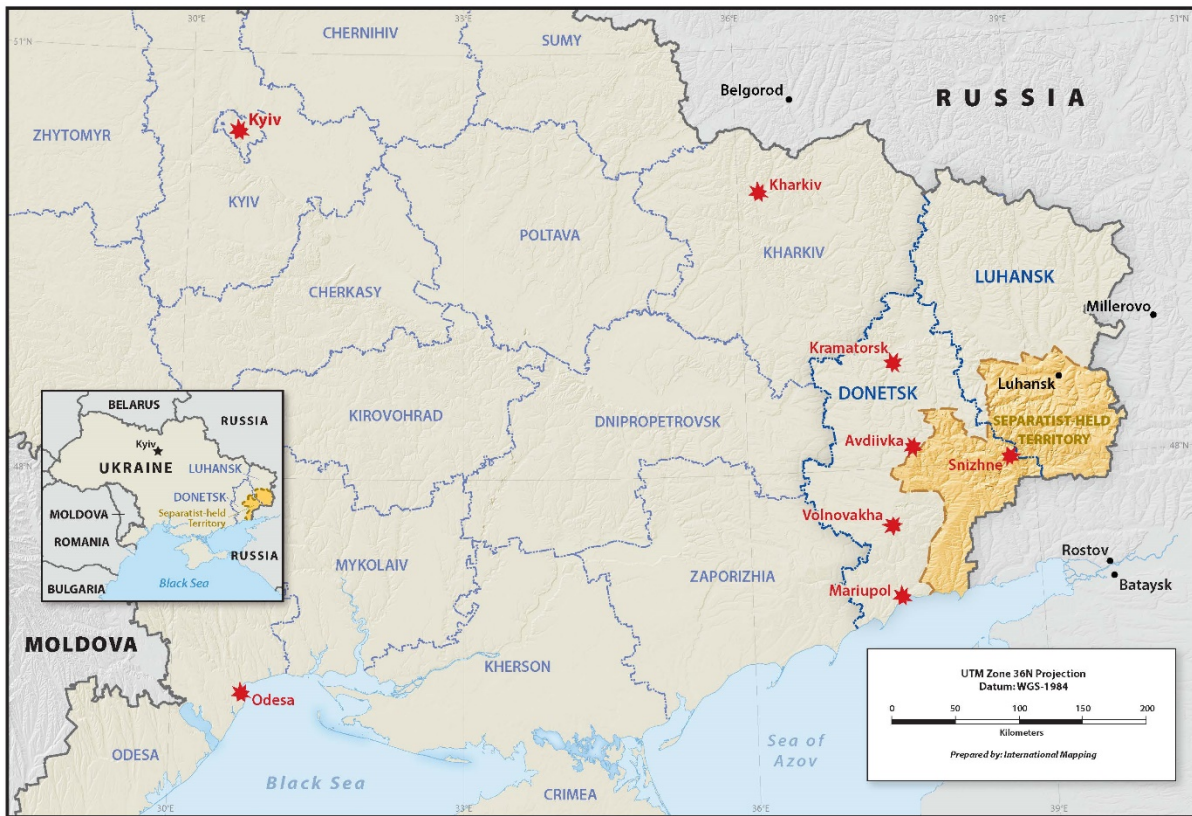 30°E
33°E
36°E
39°E
51°N
51°N
CHERNIHIV
SUMY
Belgorod
RUSSIA
ZHYTOMYR
Kyiv
Kharkiv
KYIV
POLTAVA
KHARKIV
CHERKASY
LUHANSK
Millerovo
Kramatorsk
DONETSK
Luhansk
SEPARATIST-HELD
TERRITORY
KIROVOHRAD
DNIPROPETROVSK
Avdiivka
Snizhne
48°N
48°N
BELARUS
RUSSIA
Kyiv
UKRAINE
LUHANSK
DONETSK
Separatist-held
Territory
MOLDOVA
ROMANIA
RUSSIA
Black Sea
BULGARIA
Volnovakha
Rostov
Bataysk
MYKOLAIV
ZAPORIZHIA
Mariupol
MOLDOVA
KHERSON
Odesa
ODESA
Black Sea
Sea of
Azov
CRIMEA
UTM Zone 36N Projection
Datum: WGS-1984
0 50 100 150 200
Kilometers
Prepared by: International Mapping
30°E
33°E
36°E
39°E